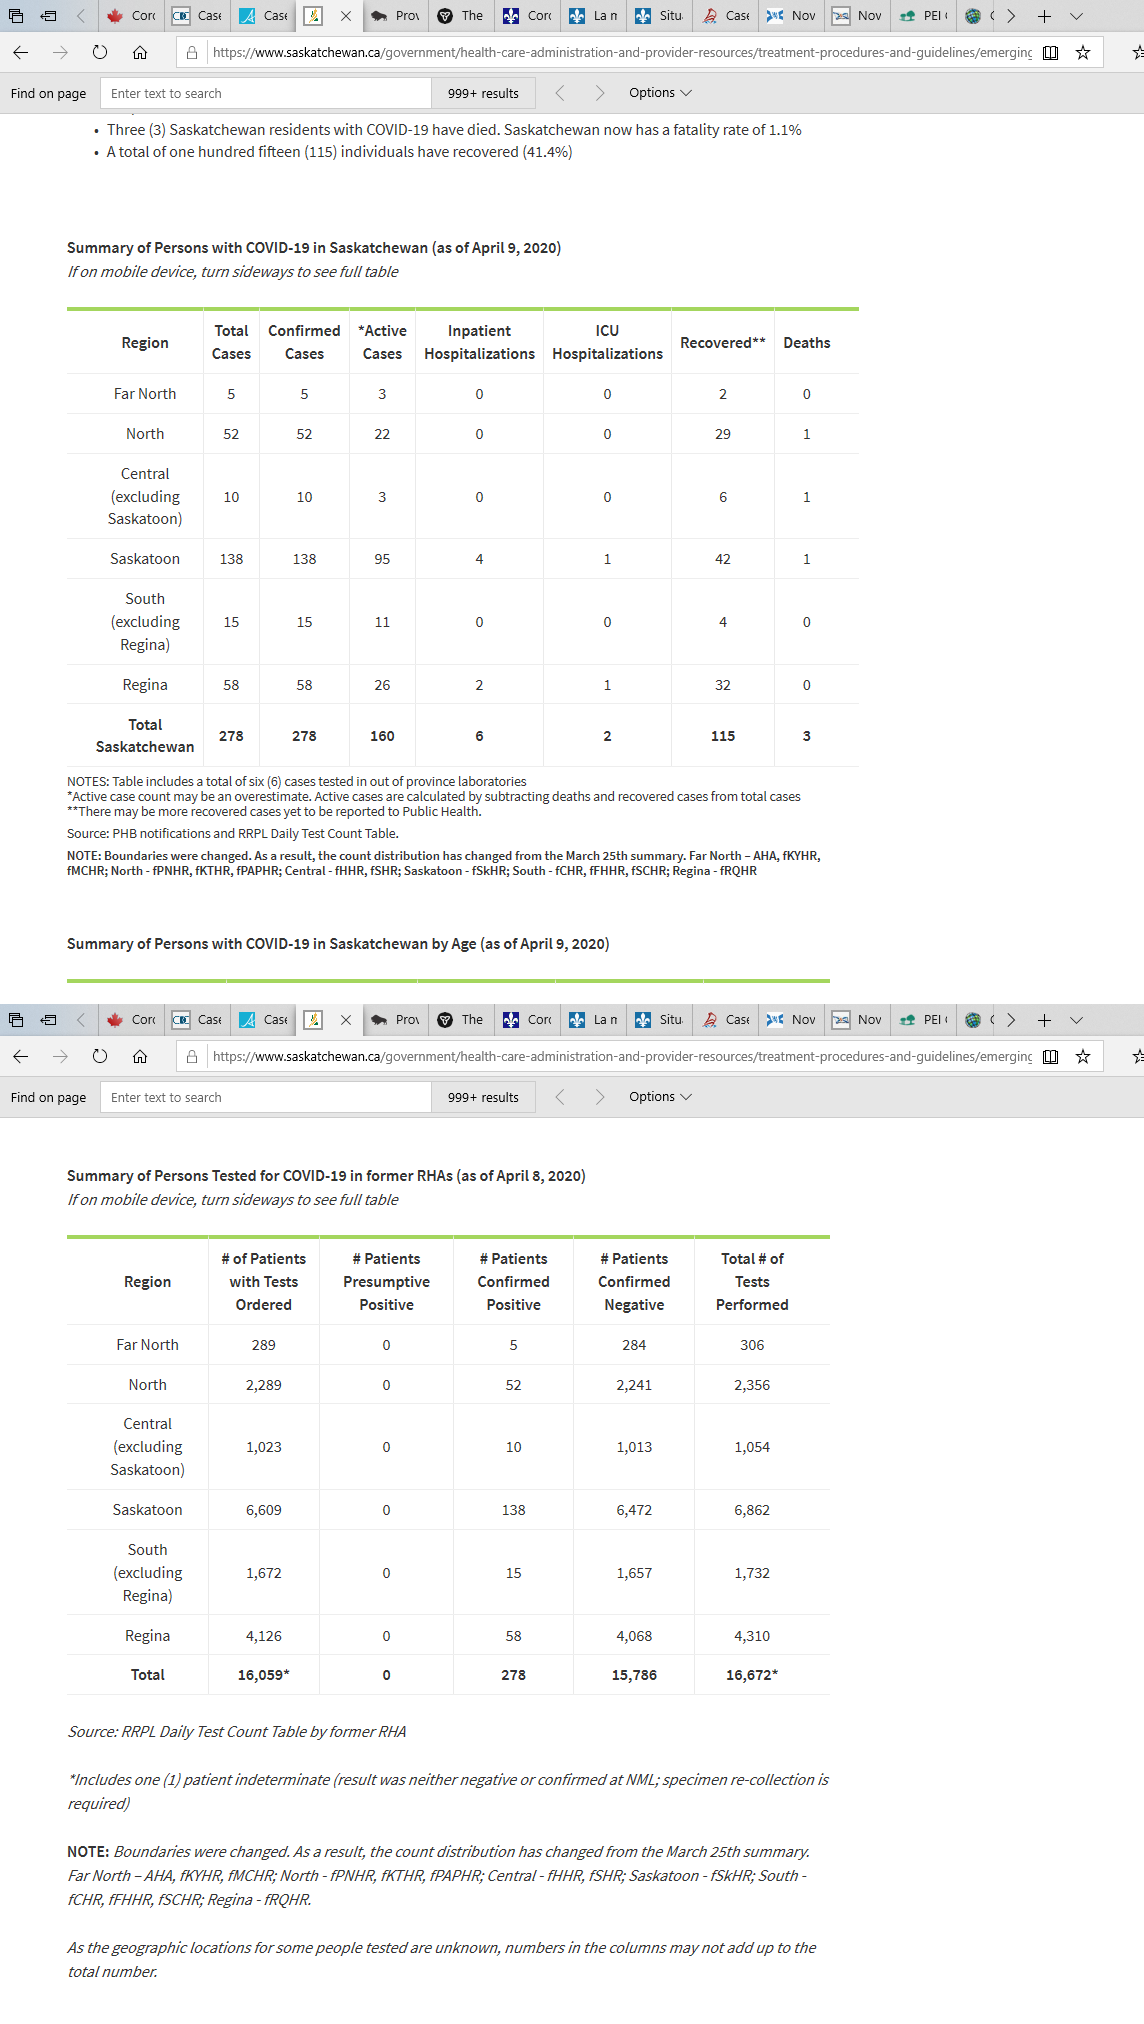 Corc Case Case Prov The Corc La n Situ Case Nov Nov PEI
https://www.saskatchewan.ca/government/health-care-administration-and-provider-resources/treatment-procedures-and-guidelines/emerging
Find on page Enter text to search 999+ results Options
• Three (3) Saskatchewan residents with COVID-19 have died. Saskatchewan now has a fatality rate of 1.1%
• A total of one hundred fifteen (115) individuals have recovered (41.4%)
Summary of Persons with COVID-19 in Saskatchewan (as of April 9, 2020)
If on mobile device, turn sideways to see full table
Region Total Cases Confirmed Cases *Active Cases Inpatient Hospitalizations ICU Hospitalizations Recovered** Deaths
Far North 5 5 3 0 0 2 0
North 52 52 22 0 0 29 1
Central (excluding Saskatoon) 10 10 3 0 0 6 1
Saskatoon 138 138 95 4 1 42 1
South (excluding Regina) 15 15 11 0 0 4 0
Regina 58 58 26 2 1 32 0
Total Saskatchewan 278 278 160 6 2 115 3
NOTES: Table includes a total of six (6) cases tested in out of province laboratories
*Active case count may be an overestimate. Active cases are calculated by subtracting deaths and recovered cases from total cases
**There may be more recovered cases yet to be reported to Public Health.
Source: PHB notifications and RRPL Daily Test Count Table.
NOTE: Boundaries were changed. As a result, the count distribution has changed from the March 25th summary. Far North – AHA, fKYHR,
fMCHR; North - fPNHR, fKTHR, fPAPHR; Central - fHHR, fSHR; Saskatoon - fSkHR; South - fCHR, fFHHR, fSCHR; Regina - fRQHR
Summary of Persons with COVID-19 in Saskatchewan by Age (as of April 9, 2020)
Corc Case Case Prov The Corc La n Situ Case Nov Nov PEI
https://www.saskatchewan.ca/government/health-care-administration-and-provider-resources/treatment-procedures-and-guidelines/emerging
Find on page Enter text to search 999+ results Options
Summary of Persons Tested for COVID-19 in former RHAs (as of April 8, 2020)
If on mobile device, turn sideways to see full table
Region # of Patients with Tests Ordered # Patients Presumptive Positive # Patients Confirmed Positive # Patients Confirmed Negative Total # of Tests Performed
Far North 289 0 5 284 306
North 2,289 0 52 2,241 2,356
Central (excluding Saskatoon) 1,023 0 10 1,013 1,054
Saskatoon 6,609 0 138 6,472 6,862
South (excluding Regina) 1,672 0 15 1,657 1,732
Regina 4,126 0 58 4,068 4,310
Total 16,059* 0 278 15,786 16,672*
Source: RRPL Daily Test Count Table by former RHA
*Includes one (1) patient indeterminate (result was neither negative or confirmed at NML; specimen re-collection is
required)
NOTE: Boundaries were changed. As a result, the count distribution has changed from the March 25th summary.
Far North – AHA, fKYHR, fMCHR; North - fPNHR, fKTHR, fPAPHR; Central - fHHR, fSHR; Saskatoon - fSkHR; South -
fCHR, fFHHR, fSCHR; Regina - fRQHR.
As the geographic locations for some people tested are unknown, numbers in the columns may not add up to the
total number.